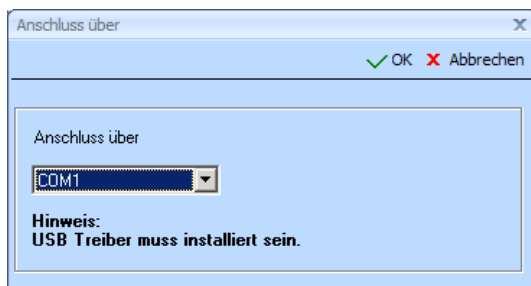 Anschluss über
OK Abbrechen
Anschluss über
COM1
Hinweis:
USB Treiber muss installiert sein.